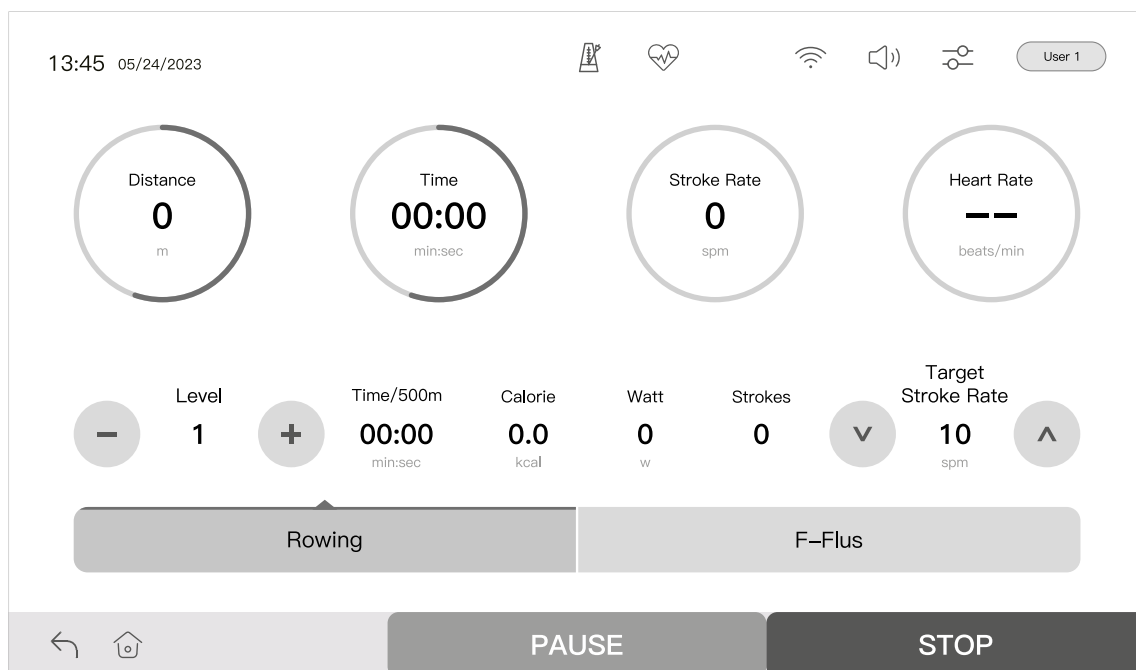 13:45 05/24/2023
User 1
Distance
0
m
Time
00:00
min:sec
Stroke Rate
0
spm
Heart Rate
--
beats/min
Level
- 1 +
Time/500m
00:00
min:sec
Calorie
0.0
kcal
Watt
0
w
Strokes
0
Target
Stroke Rate
10
spm
Rowing
F-Flus
PAUSE
STOP